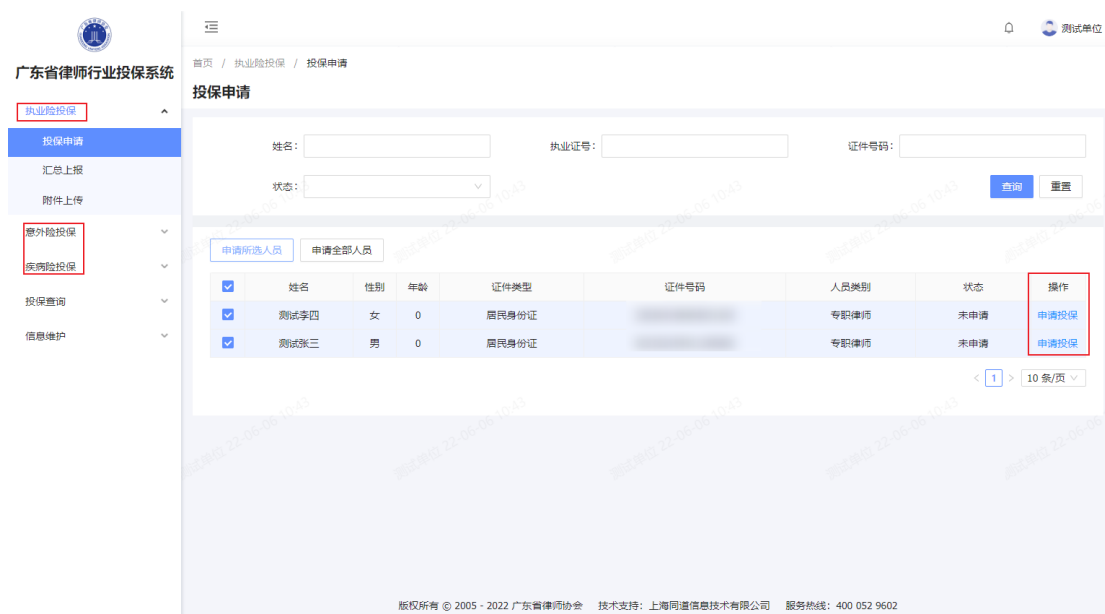 测试单位
广东省律师行业投保系统
首页 / 执业险投保 / 投保申请
投保申请
执业险投保
投保申请
汇总上报
附件上传
意外险投保
疾病险投保
投保查询
信息维护
姓名： 执业证号： 证件号码：
状态： 查询 重置
申请所选人员 申请全部人员
姓名 性别 年龄 证件类型 证件号码 人员类别 状态 操作
测试李四 女 0 居民身份证 专职律师 未申请 申请投保
测试张三 男 0 居民身份证 专职律师 未申请 申请投保
< 1 > 10 条/页
测试单位 22-06-06 10:43
版权所有 © 2005 - 2022 广东省律师协会 技术支持：上海同道信息技术有限公司 服务热线：400 052 9602